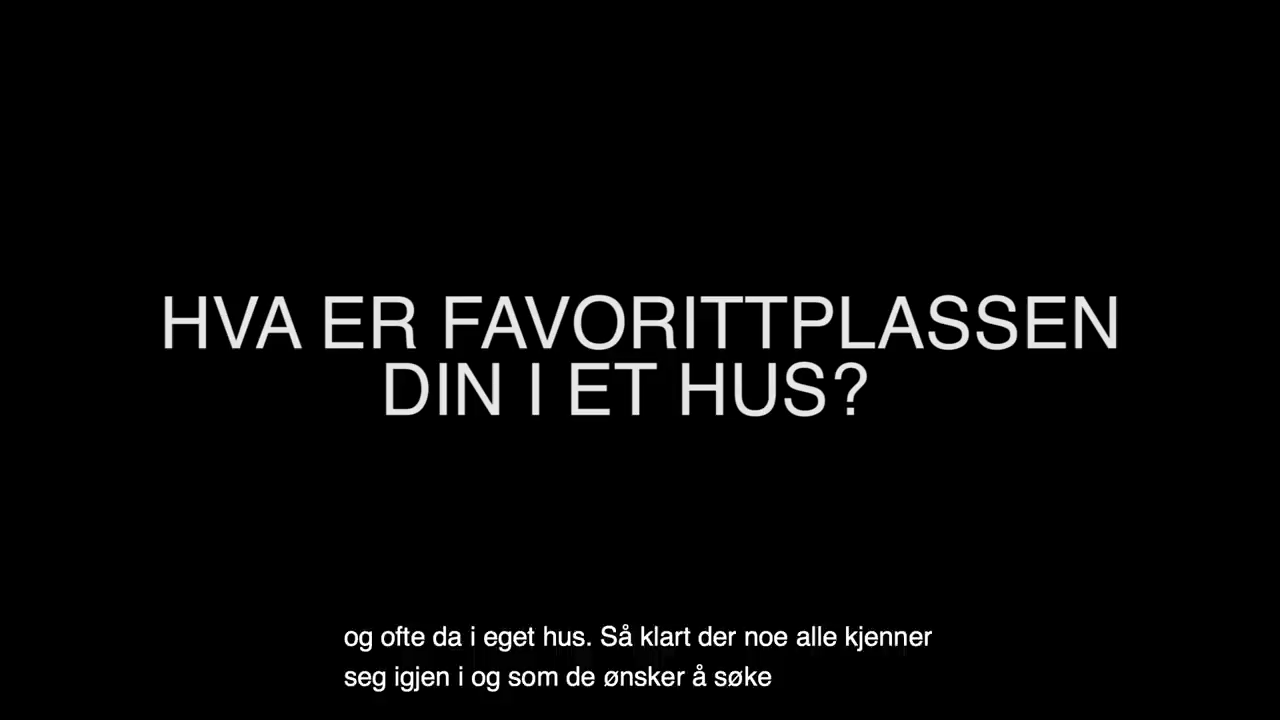 HVA ER FAVORITTPLASSEN
DIN I ET HUS?
og ofte da i eget hus. Så klart der noe alle kjenner
seg igjen i og som de ønsker å søke